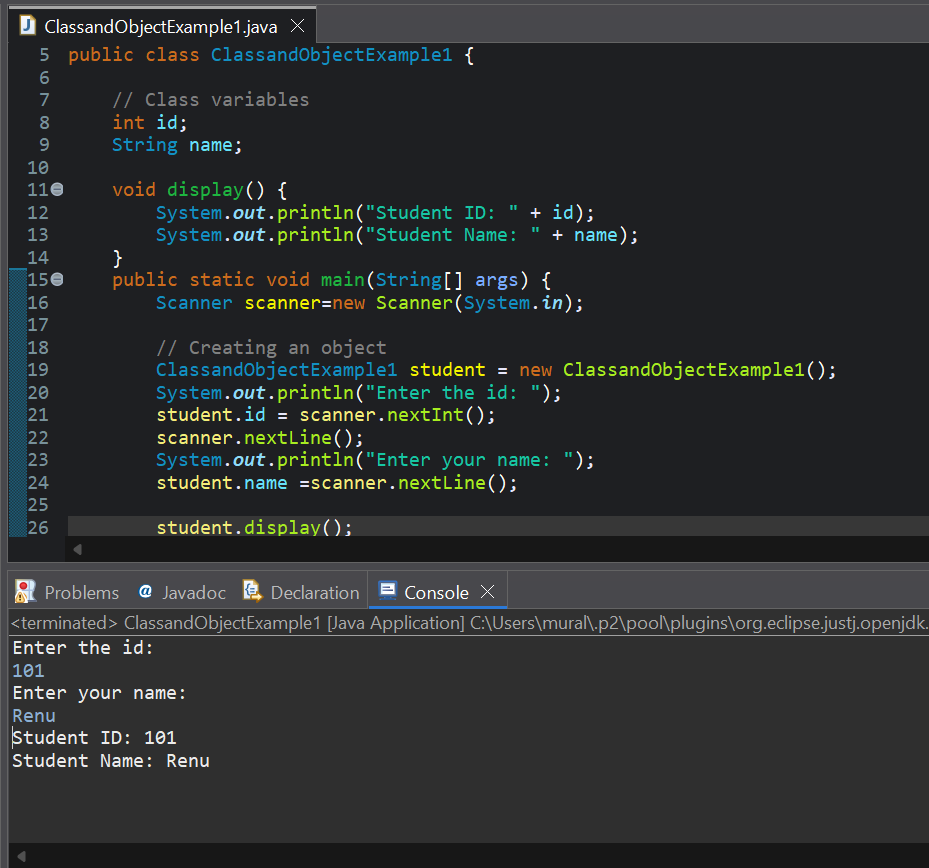 ClassandObjectExample1.java
5 public class ClassandObjectExample1 {
6
7 // Class variables
8 int id;
9 String name;
10
11 void display() {
12 System.out.println("Student ID: " + id);
13 System.out.println("Student Name: " + name);
14 }
15 public static void main(String[] args) {
16 Scanner scanner=new Scanner(System.in);
17
18 // Creating an object
19 ClassandObjectExample1 student = new ClassandObjectExample1();
20 System.out.println("Enter the id: ");
21 student.id = scanner.nextInt();
22 scanner.nextLine();
23 System.out.println("Enter your name: ");
24 student.name =scanner.nextLine();
25
26 student.display();
Problems @ Javadoc Declaration Console
<terminated> ClassandObjectExample1 [Java Application] C:\Users\mural\.p2\pool\plugins\org.eclipse.justj.openjdk.
Enter the id:
101
Enter your name:
Renu
Student ID: 101
Student Name: Renu